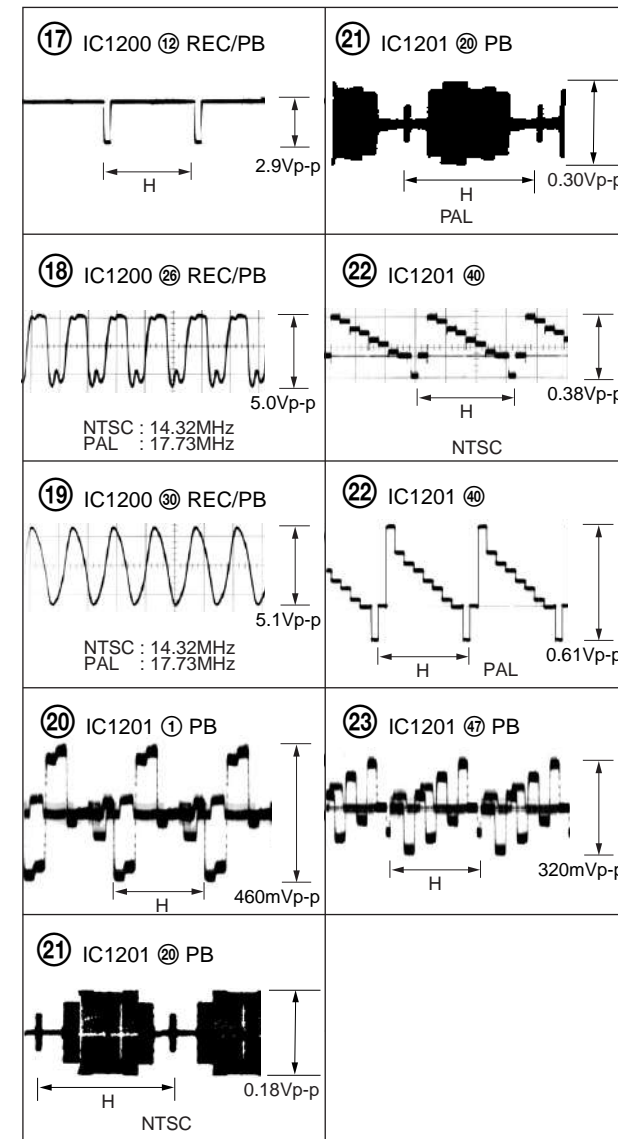 ⑰ IC1200 ⑫ REC/PB
2.9Vp-p
H
⑱ IC1200 ㉖ REC/PB
5.0Vp-p
NTSC : 14.32MHz
PAL : 17.73MHz
⑲ IC1200 ㉚ REC/PB
5.1Vp-p
NTSC : 14.32MHz
PAL : 17.73MHz
⑳ IC1201 ① PB
460mVp-p
H
㉑ IC1201 ⑳ PB
0.18Vp-p
H
NTSC
㉑ IC1201 ⑳ PB
0.30Vp-p
H
PAL
㉒ IC1201 ㊵
0.38Vp-p
H
NTSC
㉒ IC1201 ㊵
0.61Vp-p
H PAL
㉓ IC1201 ㊼ PB
320mVp-p
H